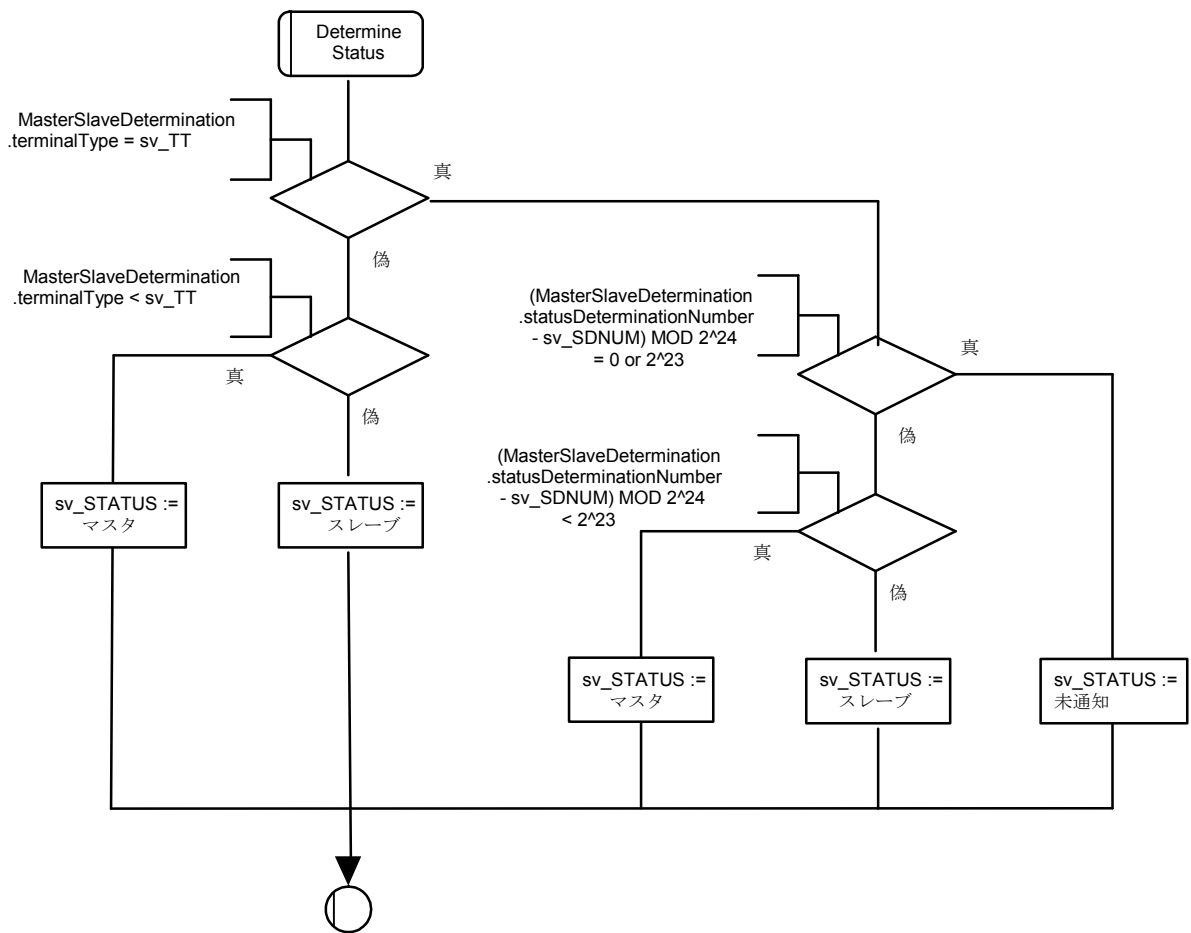 Determine
Status
MasterSlaveDetermination
.terminalType = sv_TT
真
偽
MasterSlaveDetermination
.terminalType < sv_TT
真
偽
(MasterSlaveDetermination
.statusDeterminationNumber
- sv_SDNUM) MOD 2^24
= 0 or 2^23
真
偽
(MasterSlaveDetermination
.statusDeterminationNumber
- sv_SDNUM) MOD 2^24
< 2^23
真
偽
sv_STATUS :=
マスタ
sv_STATUS :=
スレーブ
sv_STATUS :=
マスタ
sv_STATUS :=
スレーブ
sv_STATUS :=
未通知